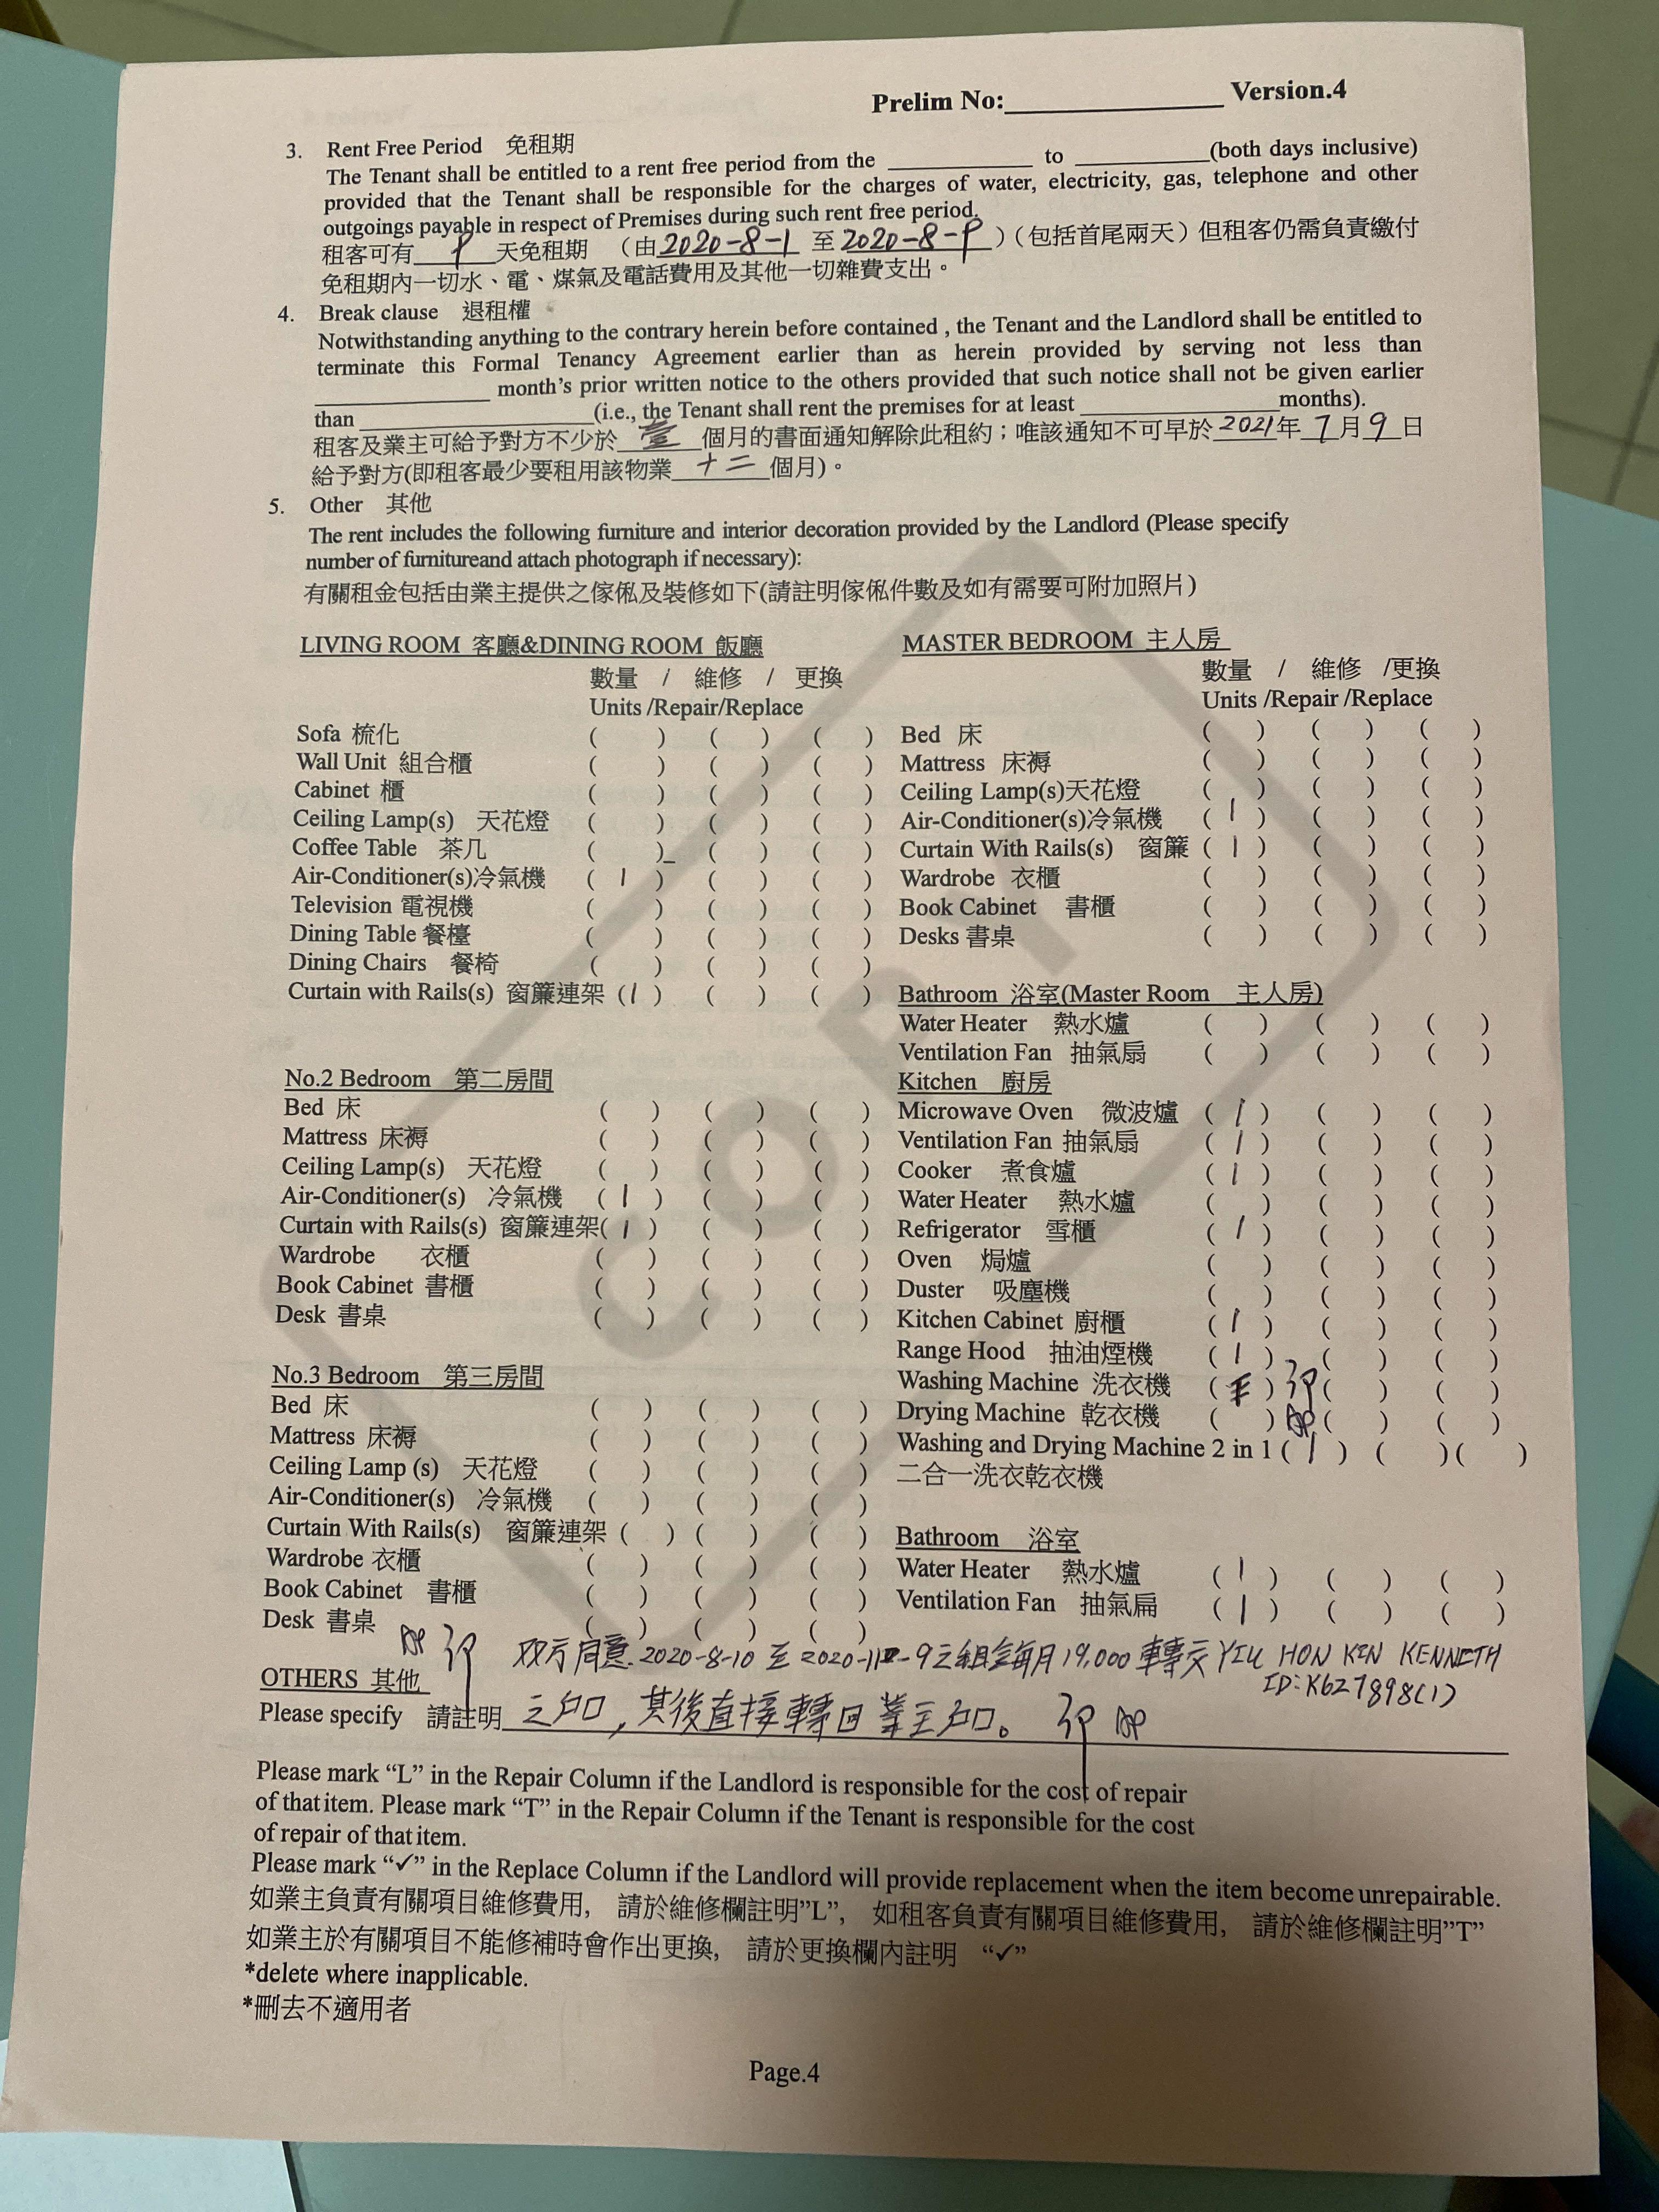 Prelim No:____________ Version.4
3. Rent Free Period 免租期
The Tenant shall be entitled to a rent free period from the ____________ to ____________(both days inclusive)
provided that the Tenant shall be responsible for the charges of water, electricity, gas, telephone and other
outgoings payable in respect of Premises during such rent free period.
租客可有 9 天免租期 (由2020-8-1 至2020-8-9)(包括首尾兩天)但租客仍需負責繳付
免租期內一切水、電、煤氣及電話費用及其他一切雜費支出。
4. Break clause 退租權
Notwithstanding anything to the contrary herein before contained , the Tenant and the Landlord shall be entitled to
terminate this Formal Tenancy Agreement earlier than as herein provided by serving not less than
____________ month's prior written notice to the others provided that such notice shall not be given earlier
than ____________(i.e., the Tenant shall rent the premises for at least ____________months).
租客及業主可給予對方不少於 壹 個月的書面通知解除此租約；唯該通知不可早於 2021年 7月 9日
給予對方(即租客最少要租用該物業 十二 個月)。
5. Other 其他
The rent includes the following furniture and interior decoration provided by the Landlord (Please specify
number of furnitureand attach photograph if necessary):
有關租金包括由業主提供之傢俬及裝修如下(請註明傢俬件數及如有需要可附加照片)
LIVING ROOM 客廳&DINING ROOM 飯廳
數量 / 維修 / 更換
Units /Repair/Replace
Sofa 梳化 ( ) ( ) ( )
Wall Unit 組合櫃 ( ) ( ) ( )
Cabinet 櫃 ( ) ( ) ( )
Ceiling Lamp(s) 天花燈 ( ) ( ) ( )
Coffee Table 茶几 ( )_ ( ) ( )
Air-Conditioner(s)冷氣機 ( 1 ) ( ) ( )
Television 電視機 ( ) ( ) ( )
Dining Table 餐檯 ( ) ( ) ( )
Dining Chairs 餐椅 ( ) ( ) ( )
Curtain with Rails(s) 窗簾連架 (1) ( ) ( )
No.2 Bedroom 第二房間
Bed 床 ( ) ( ) ( )
Mattress 床褥 ( ) ( ) ( )
Ceiling Lamp(s) 天花燈 ( ) ( ) ( )
Air-Conditioner(s) 冷氣機 ( 1 ) ( ) ( )
Curtain with Rails(s) 窗簾連架( 1 ) ( ) ( )
Wardrobe 衣櫃 ( ) ( ) ( )
Book Cabinet 書櫃 ( ) ( ) ( )
Desk 書桌 ( ) ( ) ( )
No.3 Bedroom 第三房間
Bed 床 ( ) ( ) ( )
Mattress 床褥 ( ) ( ) ( )
Ceiling Lamp (s) 天花燈 ( ) ( ) ( )
Air-Conditioner(s) 冷氣機 ( ) ( ) ( )
Curtain With Rails(s) 窗簾連架 ( ) ( ) ( )
Wardrobe 衣櫃 ( ) ( ) ( )
Book Cabinet 書櫃 ( ) ( ) ( )
Desk 書桌 ( ) ( ) ( )
MASTER BEDROOM 主人房
數量 / 維修 /更換
Units /Repair /Replace
Bed 床 ( ) ( ) ( )
Mattress 床褥 ( ) ( ) ( )
Ceiling Lamp(s)天花燈 ( ) ( ) ( )
Air-Conditioner(s)冷氣機 ( 1 ) ( ) ( )
Curtain With Rails(s) 窗簾 ( 1 ) ( ) ( )
Wardrobe 衣櫃 ( ) ( ) ( )
Book Cabinet 書櫃 ( ) ( ) ( )
Desks 書桌 ( ) ( ) ( )
Bathroom 浴室(Master Room 主人房)
Water Heater 熱水爐 ( ) ( ) ( )
Ventilation Fan 抽氣扇 ( ) ( ) ( )
Kitchen 廚房
Microwave Oven 微波爐 ( 1 ) ( ) ( )
Ventilation Fan 抽氣扇 ( 1 ) ( ) ( )
Cooker 煮食爐 ( 1 ) ( ) ( )
Water Heater 熱水爐 ( ) ( ) ( )
Refrigerator 雪櫃 ( 1 ) ( ) ( )
Oven 焗爐 ( ) ( ) ( )
Duster 吸塵機 ( ) ( ) ( )
Kitchen Cabinet 廚櫃 ( 1 ) ( ) ( )
Range Hood 抽油煙機 ( 1 ) ( ) ( )
Washing Machine 洗衣機 ( ) ( ) ( )
Drying Machine 乾衣機 ( ) ( ) ( )
Washing and Drying Machine 2 in 1 ( 1 ) ( ) ( )
二合一洗衣乾衣機
Bathroom 浴室
Water Heater 熱水爐 ( 1 ) ( ) ( )
Ventilation Fan 抽氣扁 ( 1 ) ( ) ( )
双方同意 2020-8-10 至 2020-11-9之租金每月19,000 轉交 YIU HON KIN KENNETH
ID:K627898(1)
OTHERS 其他
Please specify 請註明 之戶口，其後直接轉回業主戶口。
Please mark “L” in the Repair Column if the Landlord is responsible for the cost of repair
of that item. Please mark “T” in the Repair Column if the Tenant is responsible for the cost
of repair of that item.
Please mark “✓” in the Replace Column if the Landlord will provide replacement when the item become unrepairable.
如業主負責有關項目維修費用, 請於維修欄註明”L”, 如租客負責有關項目維修費用, 請於維修欄註明”T”
如業主於有關項目不能修補時會作出更換, 請於更換欄內註明 “✓”
*delete where inapplicable.
*刪去不適用者
Page.4
COPY